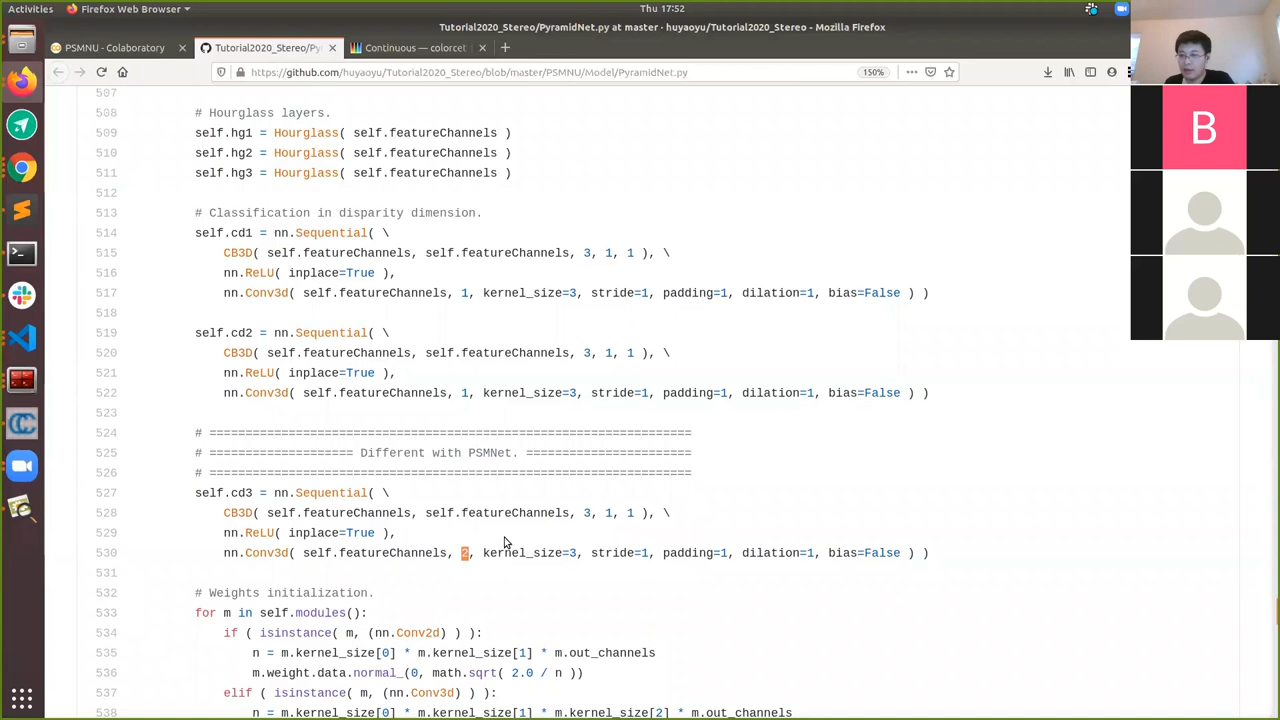 Activities
Firefox Web Browser
Thu 17:52
Tutorial2020_Stereo/PyramidNet.py at master · huyaoyu/Tutorial2020_Stereo - Mozilla Firefox
PSMNU - Colaboratory
Tutorial2020_Stereo/Py
Continuous — colorcet
https://github.com/huyaoyu/Tutorial2020_Stereo/blob/master/PSMNU/Model/PyramidNet.py
150%
507
508 # Hourglass layers.
509 self.hg1 = Hourglass( self.featureChannels )
510 self.hg2 = Hourglass( self.featureChannels )
511 self.hg3 = Hourglass( self.featureChannels )
512
513 # Classification in disparity dimension.
514 self.cd1 = nn.Sequential( \
515 CB3D( self.featureChannels, self.featureChannels, 3, 1, 1 ), \
516 nn.ReLU( inplace=True ),
517 nn.Conv3d( self.featureChannels, 1, kernel_size=3, stride=1, padding=1, dilation=1, bias=False ) )
518
519 self.cd2 = nn.Sequential( \
520 CB3D( self.featureChannels, self.featureChannels, 3, 1, 1 ), \
521 nn.ReLU( inplace=True ),
522 nn.Conv3d( self.featureChannels, 1, kernel_size=3, stride=1, padding=1, dilation=1, bias=False ) )
523
524 # ===================================================================
525 # ==================== Different with PSMNet. =======================
526 # ===================================================================
527 self.cd3 = nn.Sequential( \
528 CB3D( self.featureChannels, self.featureChannels, 3, 1, 1 ), \
529 nn.ReLU( inplace=True ),
530 nn.Conv3d( self.featureChannels, 2, kernel_size=3, stride=1, padding=1, dilation=1, bias=False ) )
531
532 # Weights initialization.
533 for m in self.modules():
534 if ( isinstance( m, (nn.Conv2d) ) ):
535 n = m.kernel_size[0] * m.kernel_size[1] * m.out_channels
536 m.weight.data.normal_(0, math.sqrt( 2.0 / n ))
537 elif ( isinstance( m, (nn.Conv3d) ) ):
538 n = m.kernel_size[0] * m.kernel_size[1] * m.kernel_size[2] * m.out_channels
B